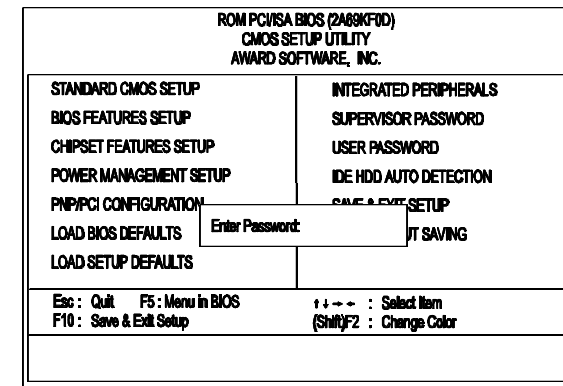 ROM PCI/ISA BIOS (2A69KF0D)
CMOS SETUP UTILITY
AWARD SOFTWARE, INC.
STANDARD CMOS SETUP
BIOS FEATURES SETUP
CHIPSET FEATURES SETUP
POWER MANAGEMENT SETUP
PNP/PCI CONFIGURATION
LOAD BIOS DEFAULTS
LOAD SETUP DEFAULTS
INTEGRATED PERIPHERALS
SUPERVISOR PASSWORD
USER PASSWORD
IDE HDD AUTO DETECTION
SAVE & EXIT SETUP
SAVING
Enter Password:
Esc : Quit F5 : Menu in BIOS
F10 : Save & Exit Setup
↑↓→← : Select Item
(Shift)F2 : Change Color